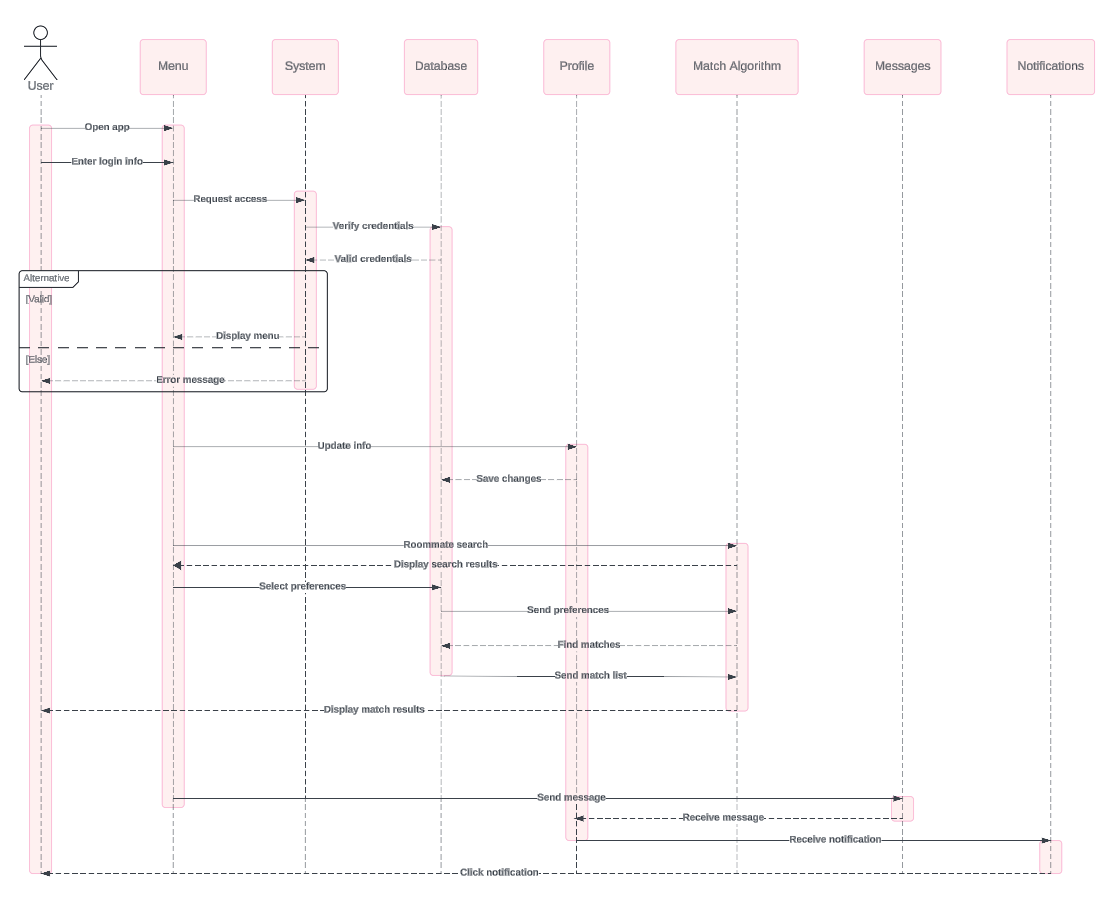 User
Menu
System
Database
Profile
Match Algorithm
Messages
Notifications
Open app
Enter login info
Request access
Verify credentials
Valid credentials
Alternative
[Valid]
Display menu
[Else]
Error message
Update info
Save changes
Roommate search
Display search results
Select preferences
Send preferences
Find matches
Send match list
Display match results
Send message
Receive message
Receive notification
Click notification